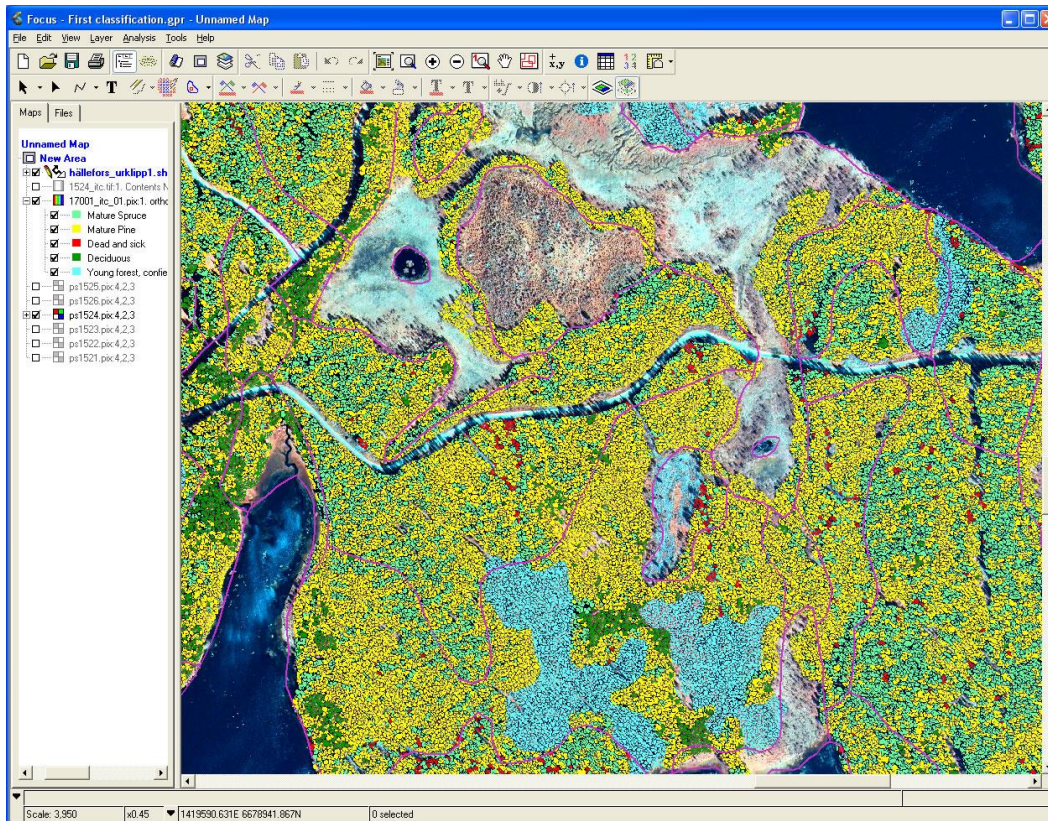 Focus - First classification.gpr - Unnamed Map
File Edit View Layer Analysis Tools Help
Maps Files
Unnamed Map
New Area
hällefors_urklipp1.sh
1524_itc.tif:1. Contents N
17001_itc_01.pix:1. ortho
Mature Spruce
Mature Pine
Dead and sick
Deciduous
Young forest, confie
ps1525.pix:4,2,3
ps1526.pix:4,2,3
ps1524.pix:4,2,3
ps1523.pix:4,2,3
ps1522.pix:4,2,3
ps1521.pix:4,2,3
Scale: 3,950 x0.45 1419590.631E 6678941.867N 0 selected